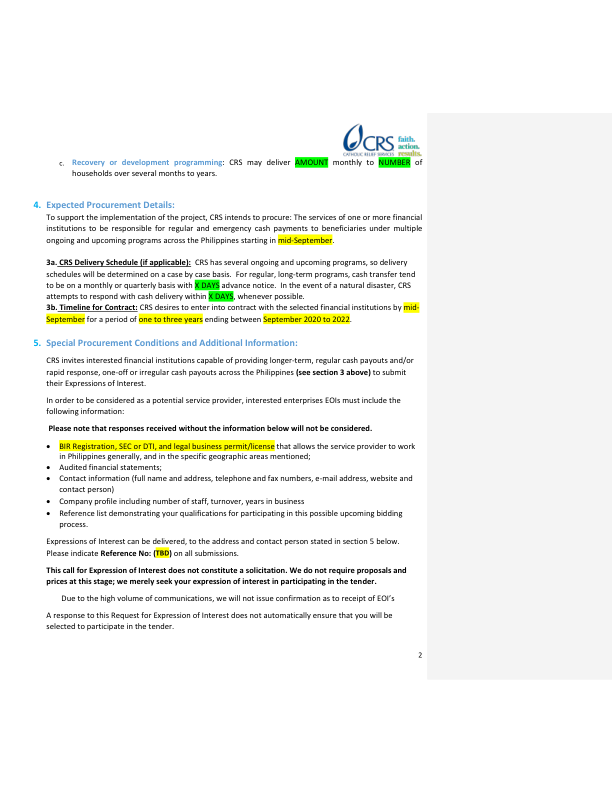 CRS
faith.
action.
results.
CATHOLIC RELIEF SERVICES
c. Recovery or development programming: CRS may deliver AMOUNT monthly to NUMBER of
households over several months to years.
4. Expected Procurement Details:
To support the implementation of the project, CRS intends to procure: The services of one or more financial
institutions to be responsible for regular and emergency cash payments to beneficiaries under multiple
ongoing and upcoming programs across the Philippines starting in mid-September.
3a. CRS Delivery Schedule (if applicable): CRS has several ongoing and upcoming programs, so delivery
schedules will be determined on a case by case basis. For regular, long-term programs, cash transfer tend
to be on a monthly or quarterly basis with X DAYS advance notice. In the event of a natural disaster, CRS
attempts to respond with cash delivery within X DAYS, whenever possible.
3b. Timeline for Contract: CRS desires to enter into contract with the selected financial institutions by mid-
September for a period of one to three years ending between September 2020 to 2022.
5. Special Procurement Conditions and Additional Information:
CRS invites interested financial institutions capable of providing longer-term, regular cash payouts and/or
rapid response, one-off or irregular cash payouts across the Philippines (see section 3 above) to submit
their Expressions of Interest.
In order to be considered as a potential service provider, interested enterprises EOIs must include the
following information:
Please note that responses received without the information below will not be considered.
• BIR Registration, SEC or DTI, and legal business permit/license that allows the service provider to work
in Philippines generally, and in the specific geographic areas mentioned;
• Audited financial statements;
• Contact information (full name and address, telephone and fax numbers, e-mail address, website and
contact person)
• Company profile including number of staff, turnover, years in business
• Reference list demonstrating your qualifications for participating in this possible upcoming bidding
process.
Expressions of Interest can be delivered, to the address and contact person stated in section 5 below.
Please indicate Reference No: (TBD) on all submissions.
This call for Expression of Interest does not constitute a solicitation. We do not require proposals and
prices at this stage; we merely seek your expression of interest in participating in the tender.
Due to the high volume of communications, we will not issue confirmation as to receipt of EOI's
A response to this Request for Expression of Interest does not automatically ensure that you will be
selected to participate in the tender.
2